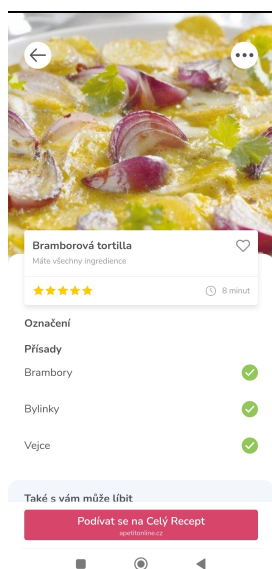 Bramborová tortilla
Máte všechny ingredience
8 minut
Označení
Přísady
Brambory
Bylinky
Vejce
Také s vám může líbit
Podívat se na Celý Recept
apetitonline.cz